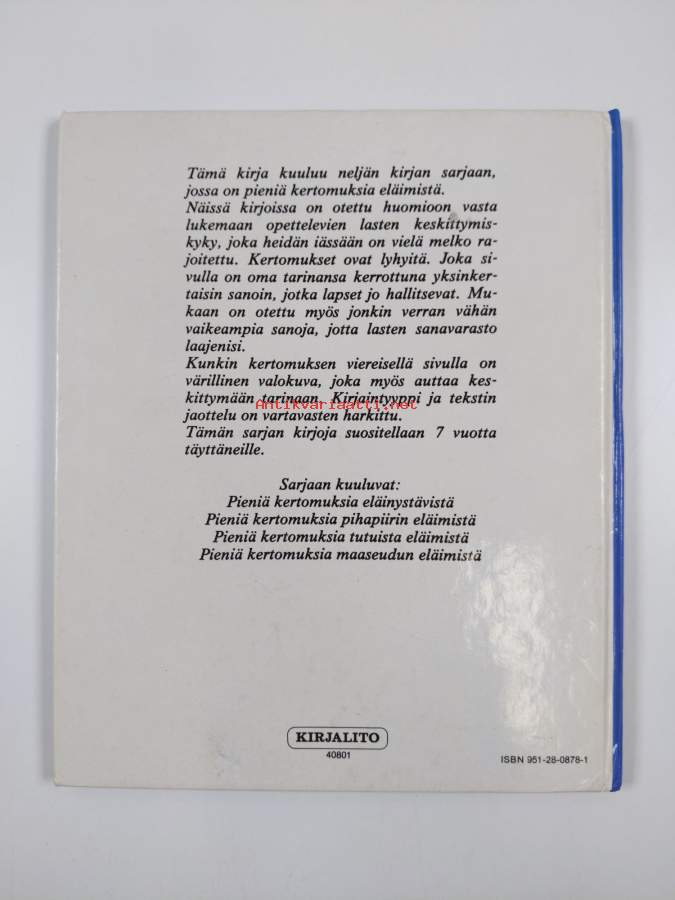 Tämä kirja kuuluu neljän kirjan sarjaan,
jossa on pieniä kertomuksia eläimistä.
Näissä kirjoissa on otettu huomioon vasta
lukemaan opettelevien lasten keskittymis-
kyky, joka heidän iässään on vielä melko ra-
joitettu. Kertomukset ovat lyhyitä. Joka si-
vulla on oma tarinansa kerrottuna yksinker-
taisin sanoin, jotka lapset jo hallitsevat. Mu-
kaan on otettu myös jonkin verran vähän
vaikeampia sanoja, jotta lasten sanavarasto
laajenisi.
Kunkin kertomuksen viereisellä sivulla on
värillinen valokuva, joka myös auttaa kes-
kittymään tarinaan. Kirjaintyyppi ja tekstin
Antikvariaatti.net
jaottelu on vartavasten harkittu.
Tämän sarjan kirjoja suositellaan 7 vuotta
täyttäneille.
Sarjaan kuuluvat:
Pieniä kertomuksia eläinystävistä
Pieniä kertomuksia pihapiirin eläimistä
Pieniä kertomuksia tutuista eläimistä
Pieniä kertomuksia maaseudun eläimistä
KIRJALITO
40801
ISBN 951-28-0878-1